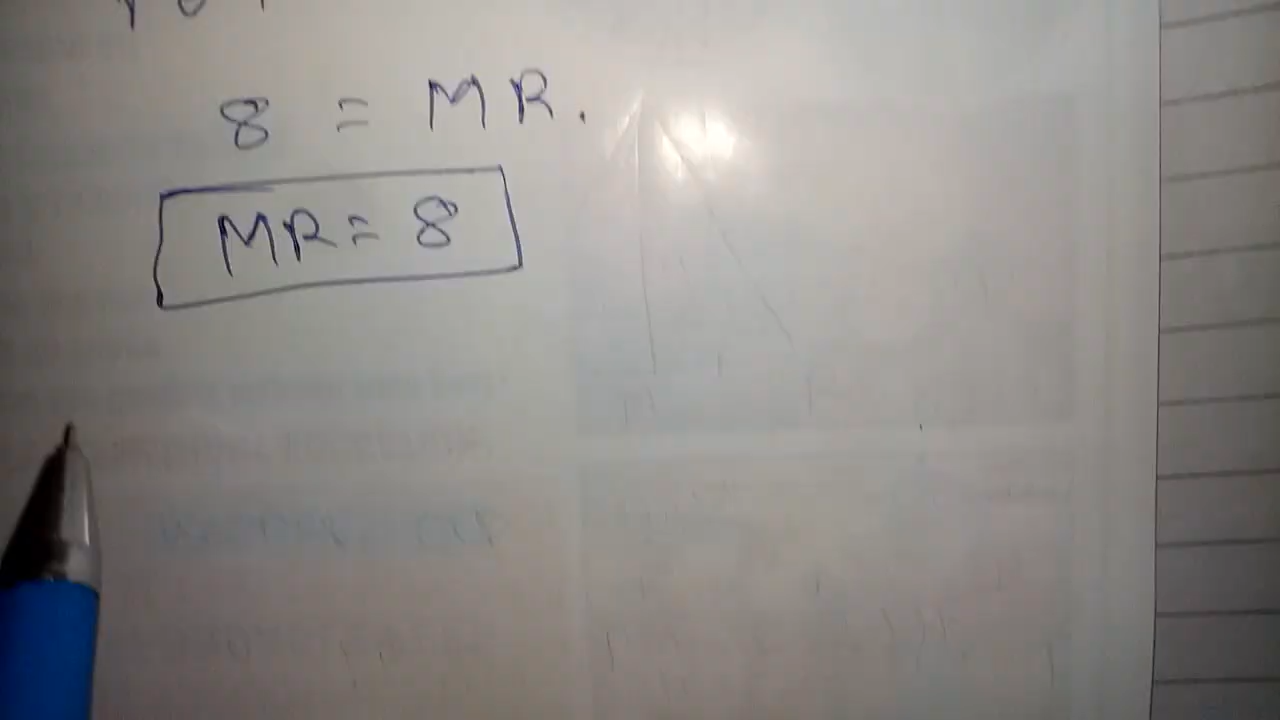 8 = MR.
MR = 8